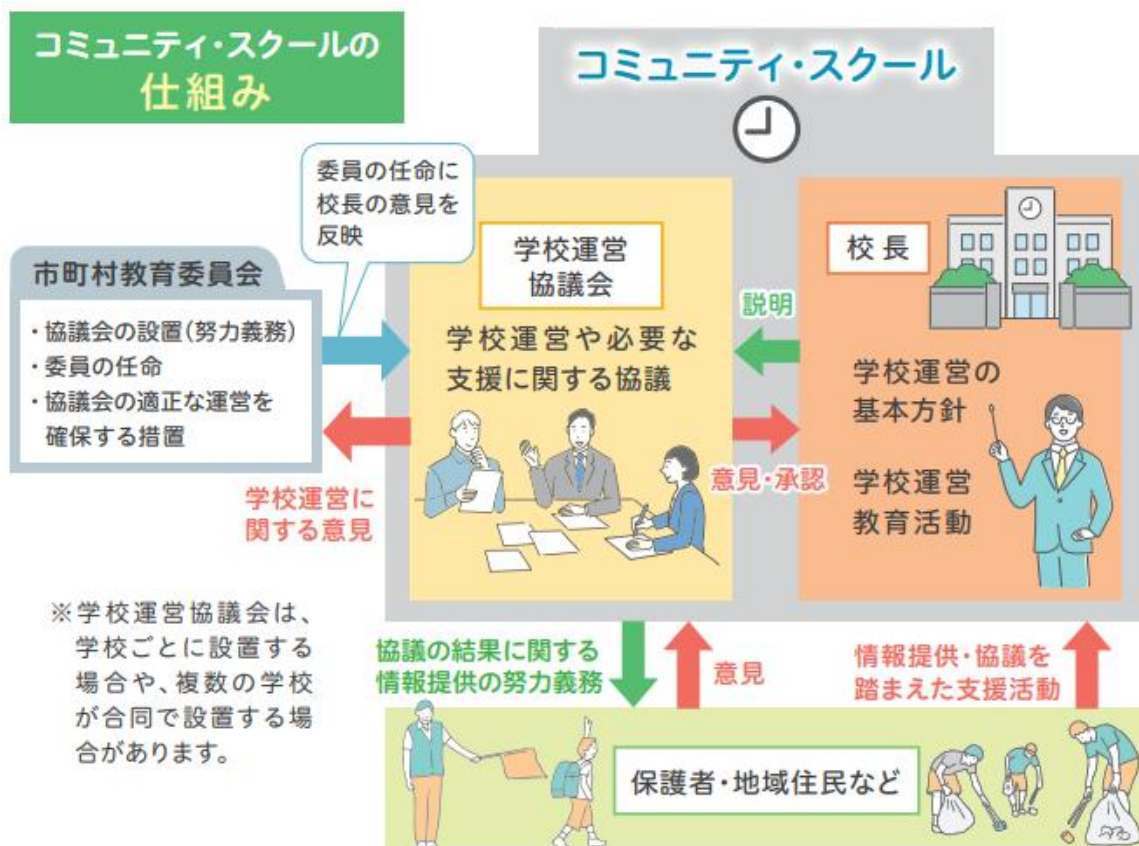 コミュニティ・スクールの
仕組み
コミュニティ・スクール
委員の任命に
校長の意見を
反映
市町村教育委員会
・協議会の設置(努力義務)
・委員の任命
・協議会の適正な運営を
確保する措置
学校運営に
関する意見
学校運営
協議会
学校運営や必要な
支援に関する協議
説明
意見・承認
校長
学校運営の
基本方針
学校運営
教育活動
※学校運営協議会は、
学校ごとに設置する
場合や、複数の学校
が合同で設置する場
合があります。
協議の結果に関する
情報提供の努力義務
意見
情報提供・協議を
踏まえた支援活動
保護者・地域住民など